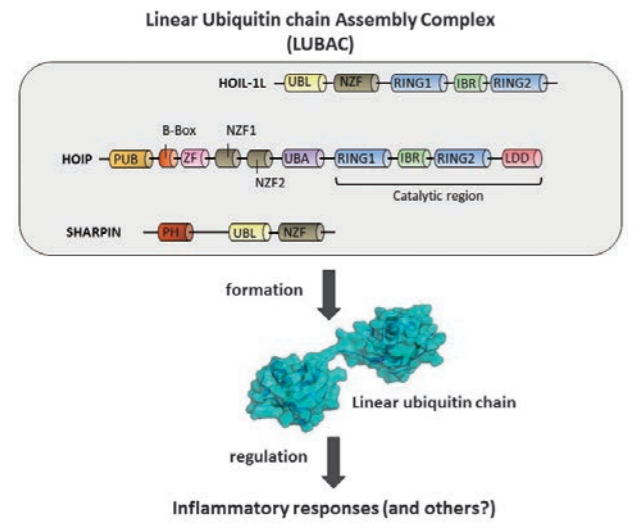 Linear Ubiquitin chain Assembly Complex
(LUBAC)
HOIL-1L UBL NZF RING1 IBR RING2
B-Box NZF1
HOIP PUB ZF UBA RING1 IBR RING2 LDD
NZF2
Catalytic region
SHARPIN PH UBL NZF
formation
Linear ubiquitin chain
regulation
Inflammatory responses (and others?)